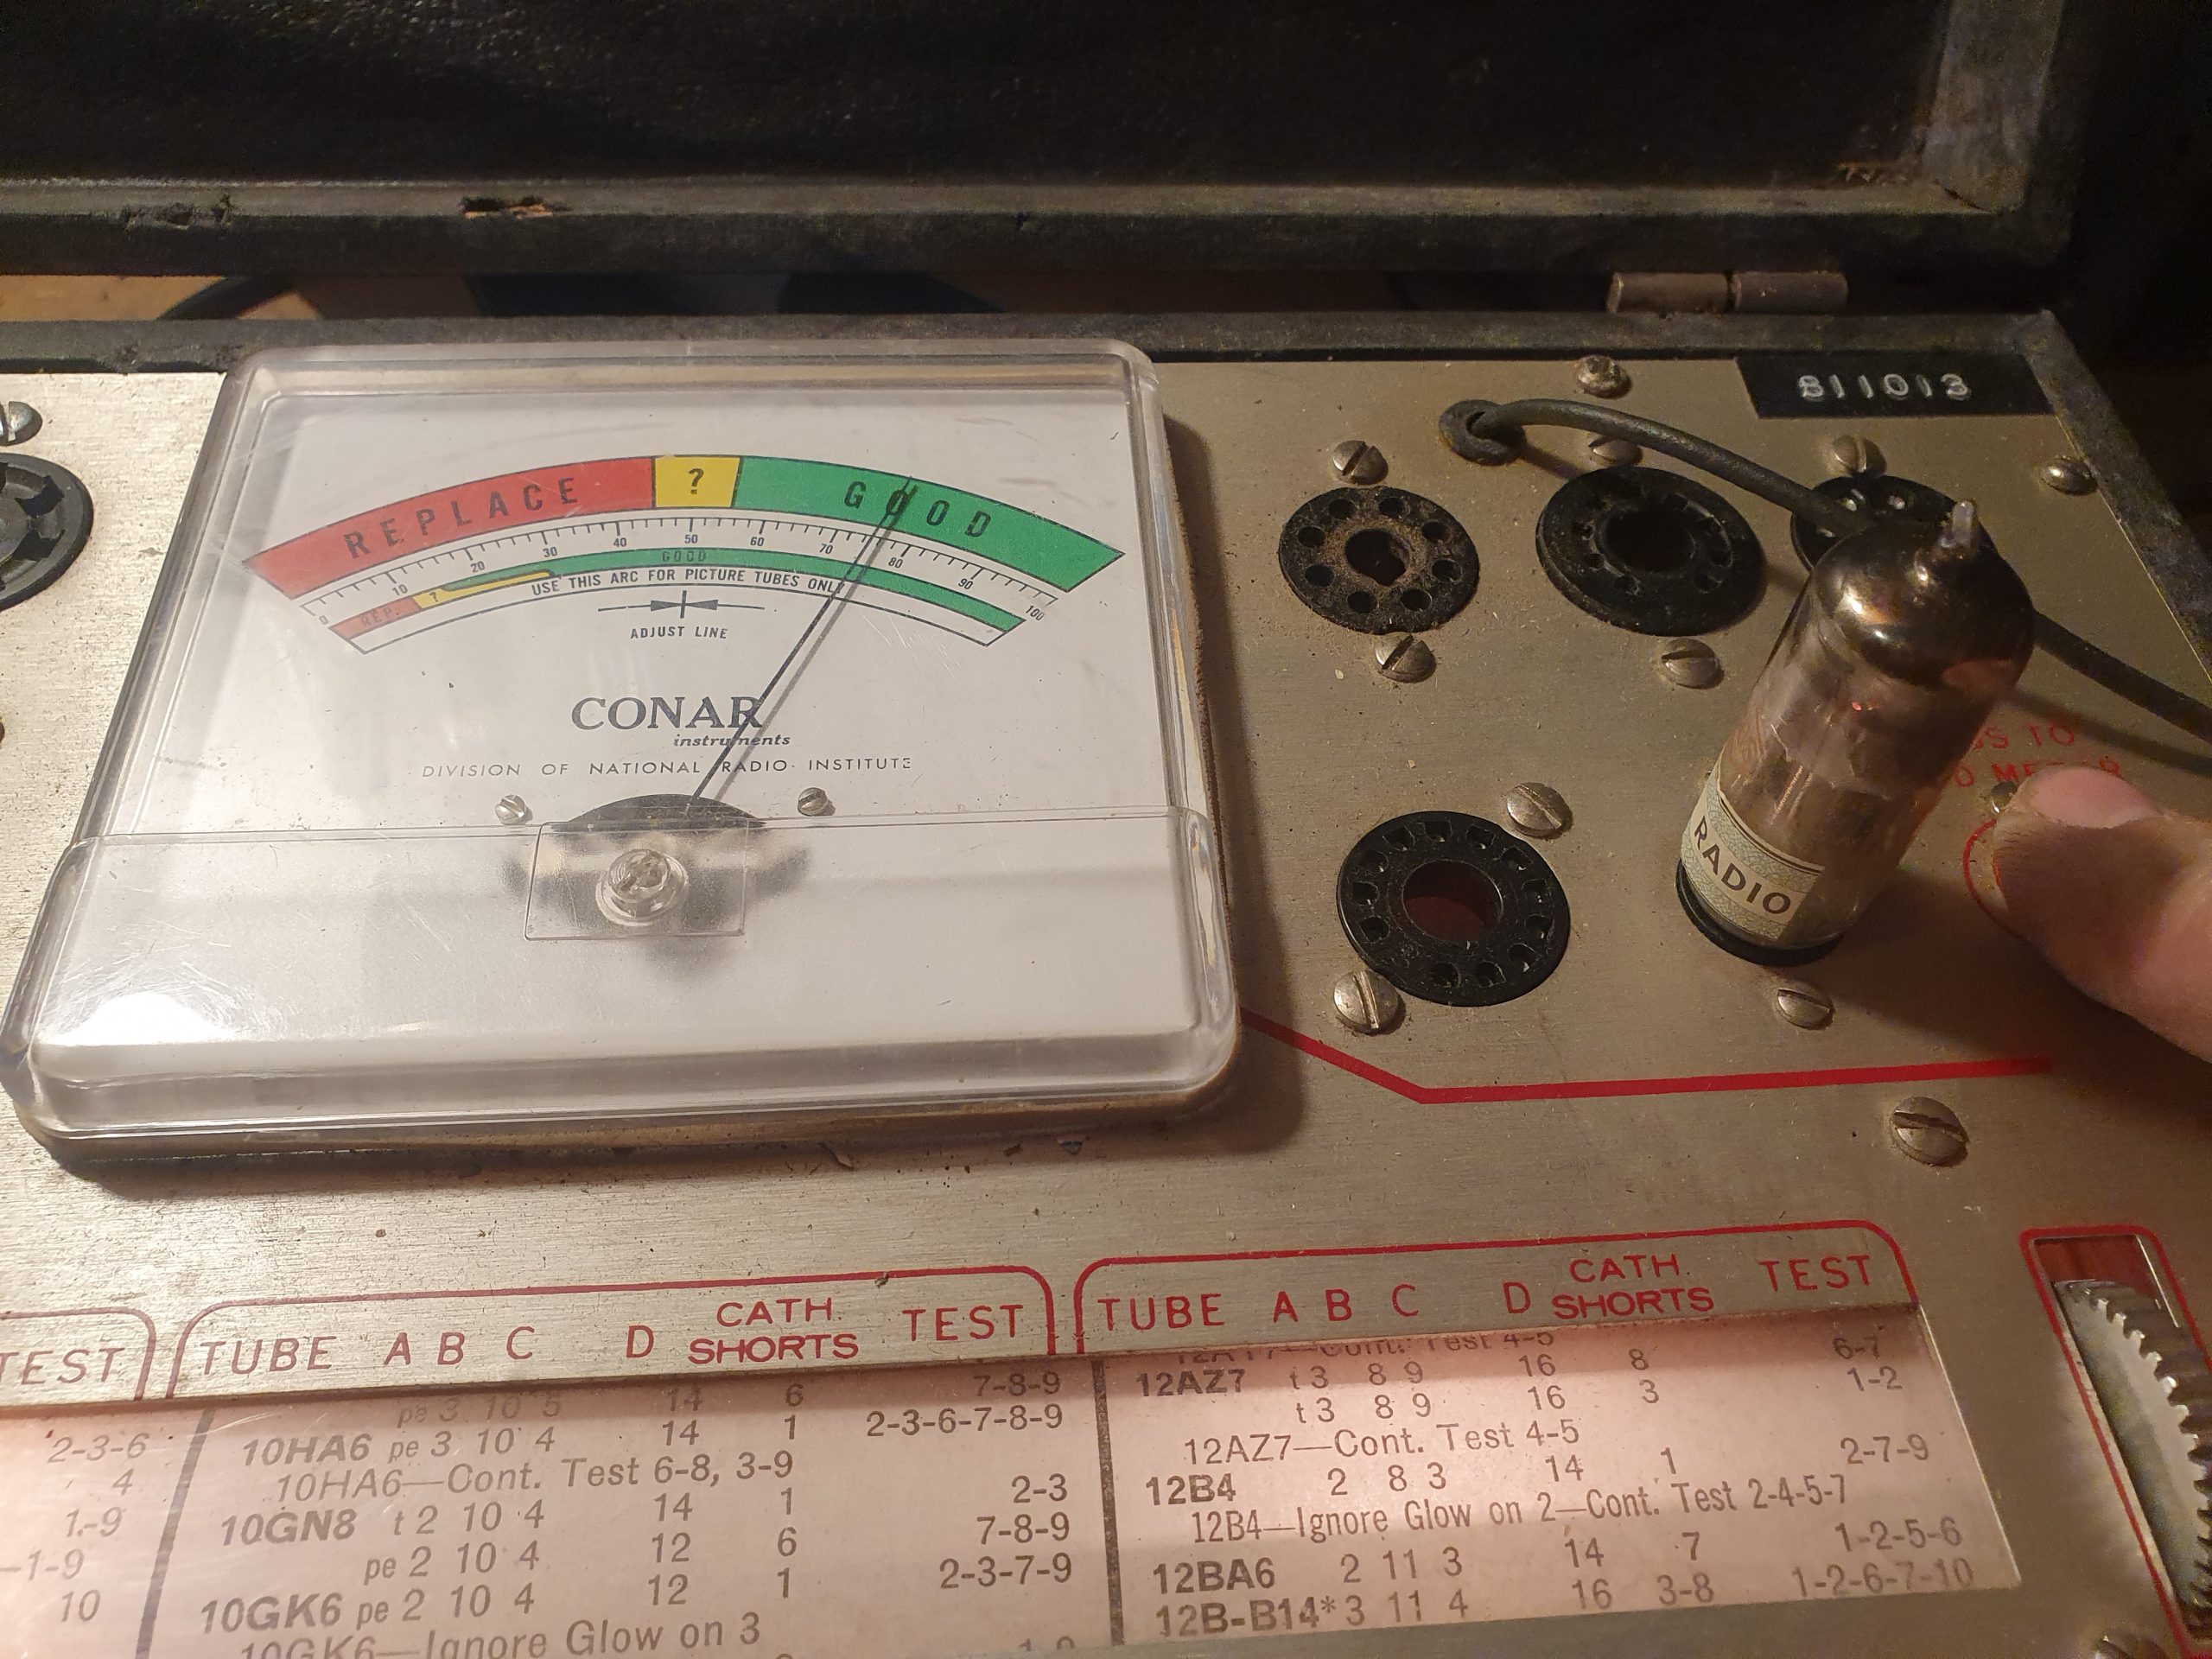 811013
REPLACE ? GOOD
0 10 20 30 40 50 60 70 80 90 100
REP. ? GOOD
USE THIS ARC FOR PICTURE TUBES ONLY
ADJUST LINE
CONAR
instruments
DIVISION OF NATIONAL RADIO INSTITUTE
RADIO
TO
TEST
2-3-6
4
1-9
-1-9
10
TUBE A B C D CATH. SHORTS TEST
pe 3 10 5 14 6 7-8-9
10HA6 pe 3 10 4 14 1 2-3-6-7-8-9
10HA6—Cont. Test 6-8, 3-9
10GN8 t 2 10 4 14 1 2-3
pe 2 10 4 12 6 7-8-9
10GK6 pe 2 10 4 12 1 2-3-7-9
10GK6—Ignore Glow on 3
TUBE A B C D CATH. SHORTS TEST
Cont. Test 4-5
12AZ7 t 3 8 9 16 8 6-7
t 3 8 9 16 3 1-2
12AZ7—Cont. Test 4-5
12B4 2 8 3 14 1 2-7-9
12B4—Ignore Glow on 2—Cont. Test 2-4-5-7
12BA6 2 11 3 14 7 1-2-5-6
12B-B14* 3 11 4 16 3-8 1-2-6-7-10